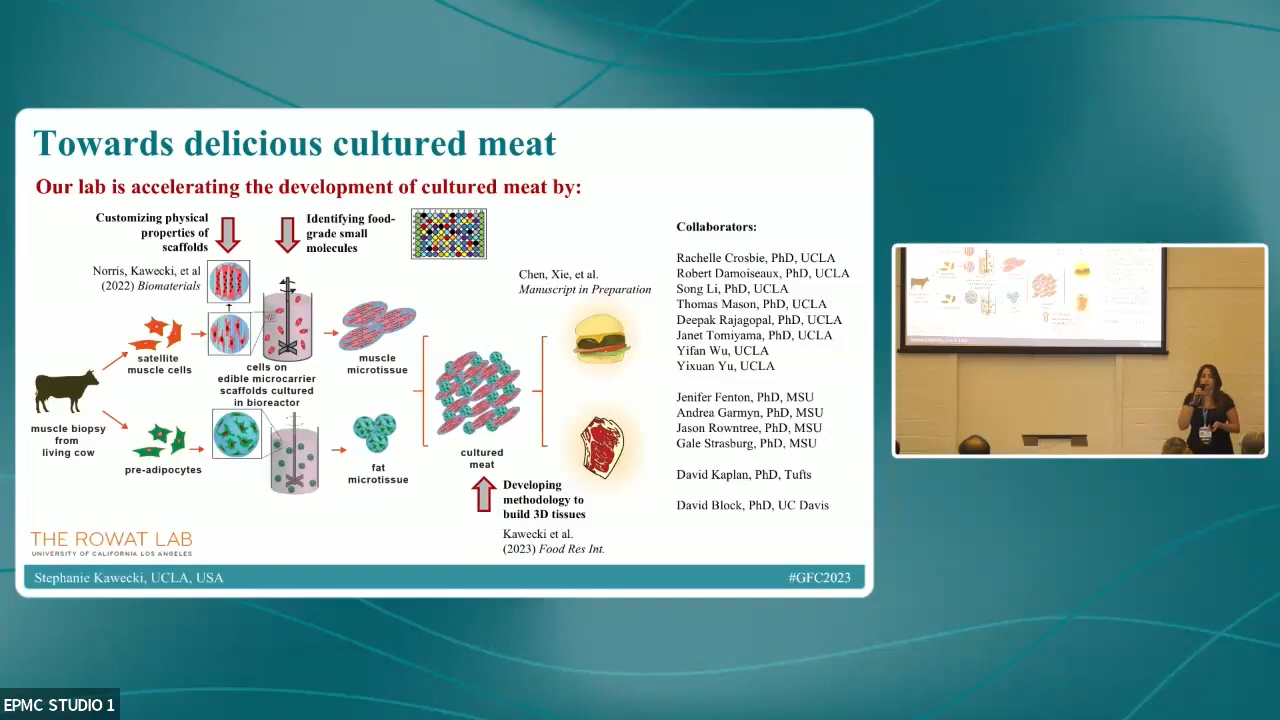 Towards delicious cultured meat
Our lab is accelerating the development of cultured meat by:
Customizing physical
properties of
scaffolds
Identifying food-
grade small
molecules
Norris, Kawecki, et al
(2022) Biomaterials
Chen, Xie, et al.
Manuscript in Preparation
satellite
muscle cells
cells on
edible microcarrier
scaffolds cultured
in bioreactor
muscle
microtissue
muscle biopsy
from
living cow
pre-adipocytes
fat
microtissue
cultured
meat
Developing
methodology to
build 3D tissues
Kawecki et al.
(2023) Food Res Int.
Collaborators:
Rachelle Crosbie, PhD, UCLA
Robert Damoiseaux, PhD, UCLA
Song Li, PhD, UCLA
Thomas Mason, PhD, UCLA
Deepak Rajagopal, PhD, UCLA
Janet Tomiyama, PhD, UCLA
Yifan Wu, UCLA
Yixuan Yu, UCLA
Jenifer Fenton, PhD, MSU
Andrea Garmyn, PhD, MSU
Jason Rowntree, PhD, MSU
Gale Strasburg, PhD, MSU
David Kaplan, PhD, Tufts
David Block, PhD, UC Davis
THE ROWAT LAB
UNIVERSITY OF CALIFORNIA LOS ANGELES
Stephanie Kawecki, UCLA, USA
#GFC2023
EPMC STUDIO 1